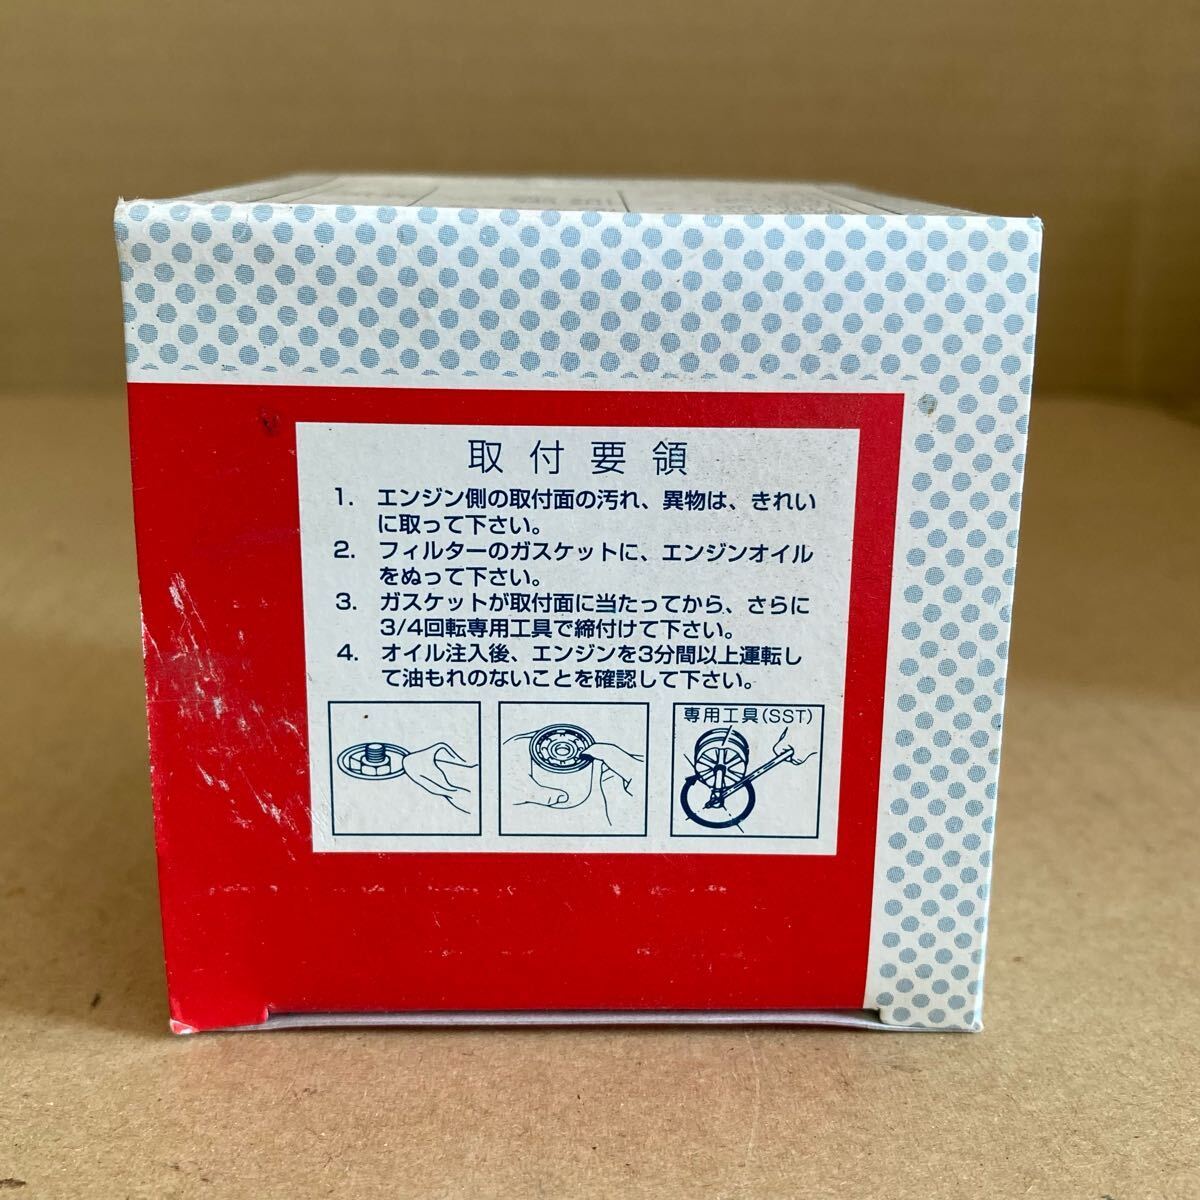 取付要領
1. エンジン側の取付面の汚れ、異物は、きれい
に取って下さい。
2. フィルターのガスケットに、エンジンオイル
をぬって下さい。
3. ガスケットが取付面に当たってから、さらに
3/4回転専用工具で締付けて下さい。
4. オイル注入後、エンジンを3分間以上運転し
て油もれのないことを確認して下さい。
専用工具(SST)